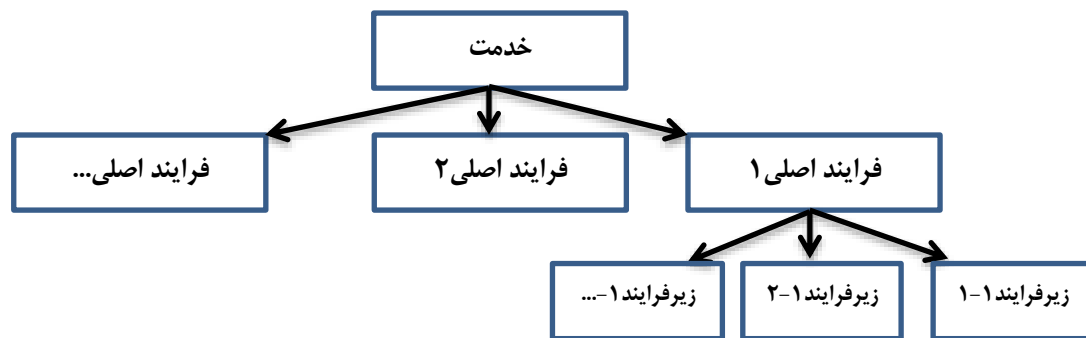 خدمت
فرایند اصلی۱
فرایند اصلی۲
فرایند اصلی...
زیرفرایند۱-۱
زیرفرایند۱-۲
زیرفرایند۱-...